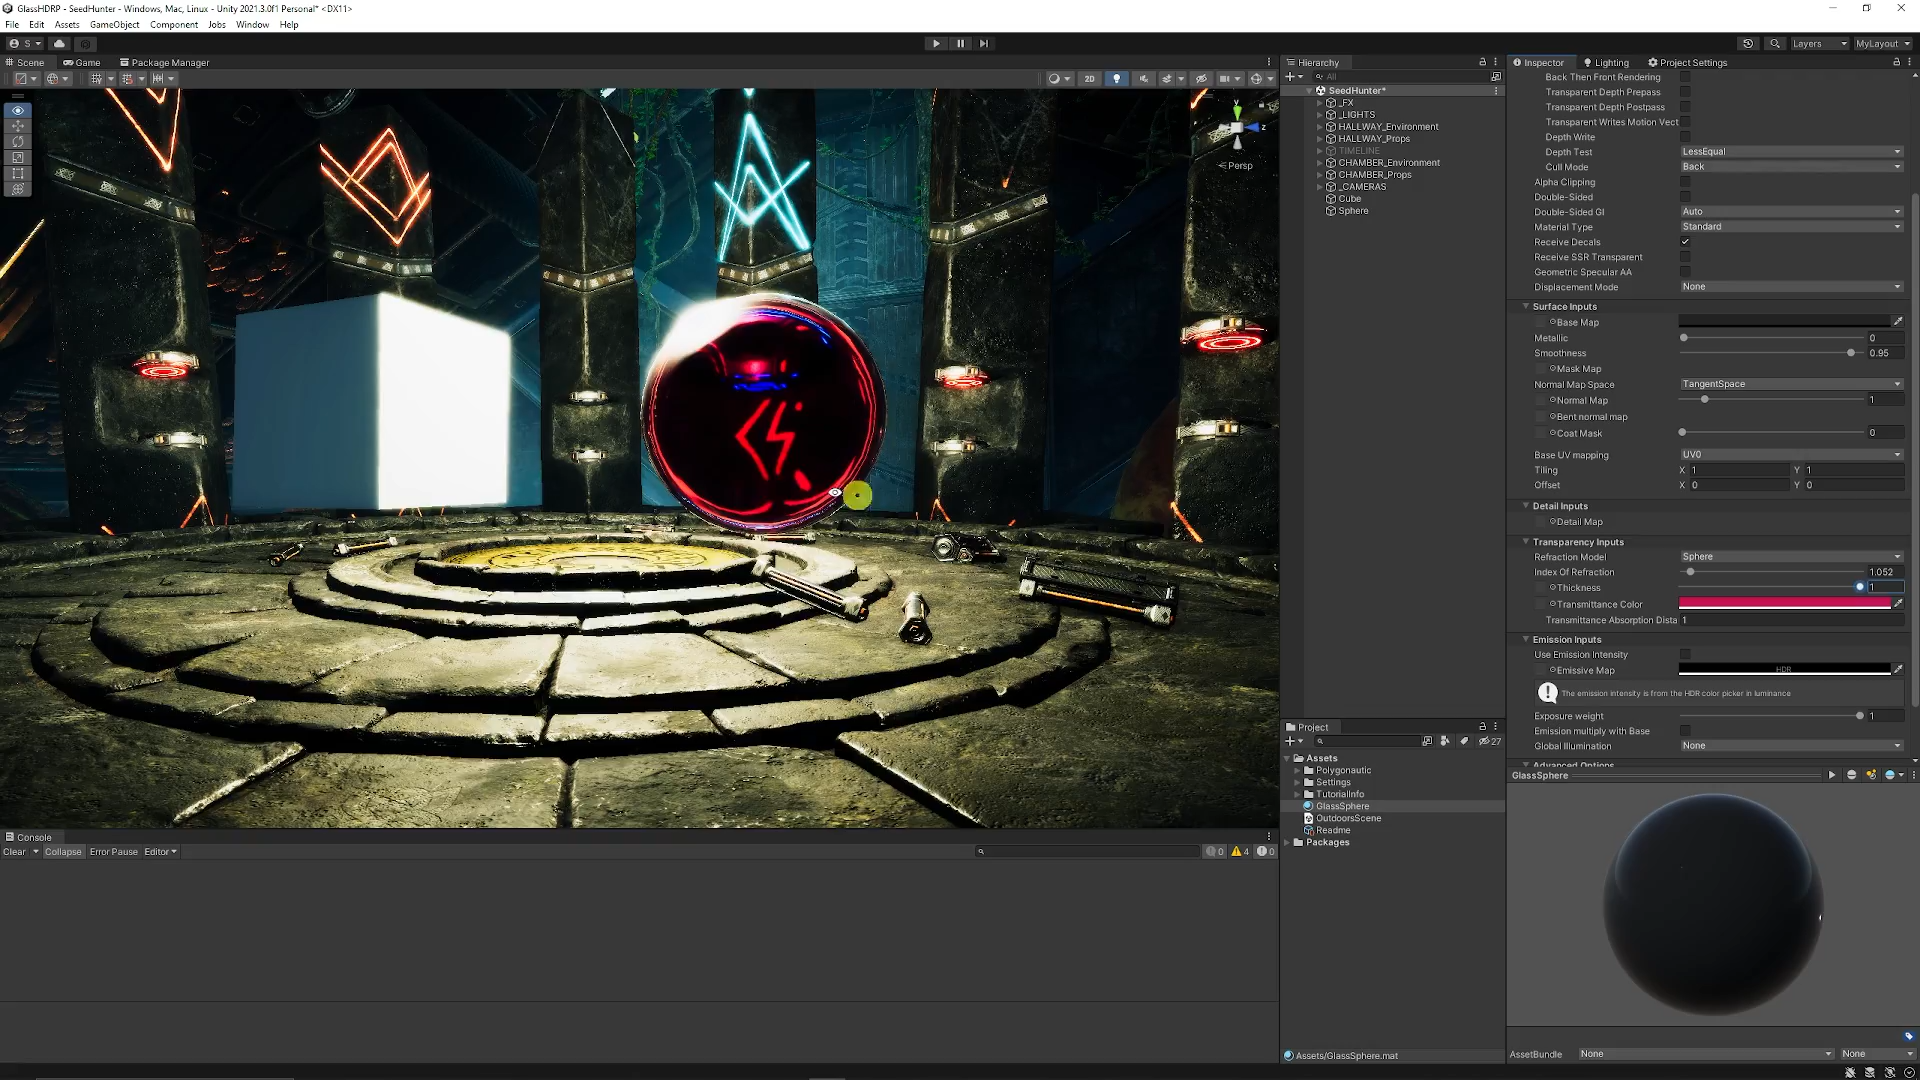 GlassHDRP - SeedHunter - Windows, Mac, Linux - Unity 2021.3.0f1 Personal* <DX11>
File Edit Assets GameObject Component Jobs Window Help
S Layers MyLayout
Scene Game Package Manager
2D
Persp
y
z
Hierarchy
All
SeedHunter*
_FX
_LIGHTS
HALLWAY_Environment
HALLWAY_Props
TIMELINE
CHAMBER_Environment
CHAMBER_Props
_CAMERAS
Cube
Sphere
Inspector Lighting Project Settings
Back Then Front Rendering
Transparent Depth Prepass
Transparent Depth Postpass
Transparent Writes Motion Vect
Depth Write
Depth Test LessEqual
Cull Mode Back
Alpha Clipping
Double-Sided
Double-Sided GI Auto
Material Type Standard
Receive Decals
Receive SSR Transparent
Geometric Specular AA
Displacement Mode None
Surface Inputs
Base Map
Metallic 0
Smoothness 0.95
Mask Map
Normal Map Space TangentSpace
Normal Map 1
Bent normal map
Coat Mask 0
Base UV mapping UV0
Tiling X 1 Y 1
Offset X 0 Y 0
Detail Inputs
Detail Map
Transparency Inputs
Refraction Model Sphere
Index Of Refraction 1.052
Thickness 1
Transmittance Color
Transmittance Absorption Dista 1
Emission Inputs
Use Emission Intensity
Emissive Map HDR
The emission intensity is from the HDR color picker in luminance
Exposure weight 1
Emission multiply with Base
Global Illumination None
Advanced Options
GlassSphere
AssetBundle None None
Project
27
Assets
Polygonautic
Settings
TutorialInfo
GlassSphere
OutdoorsScene
Readme
Packages
Assets/GlassSphere.mat
Console
Clear Collapse Error Pause Editor 0 4 0